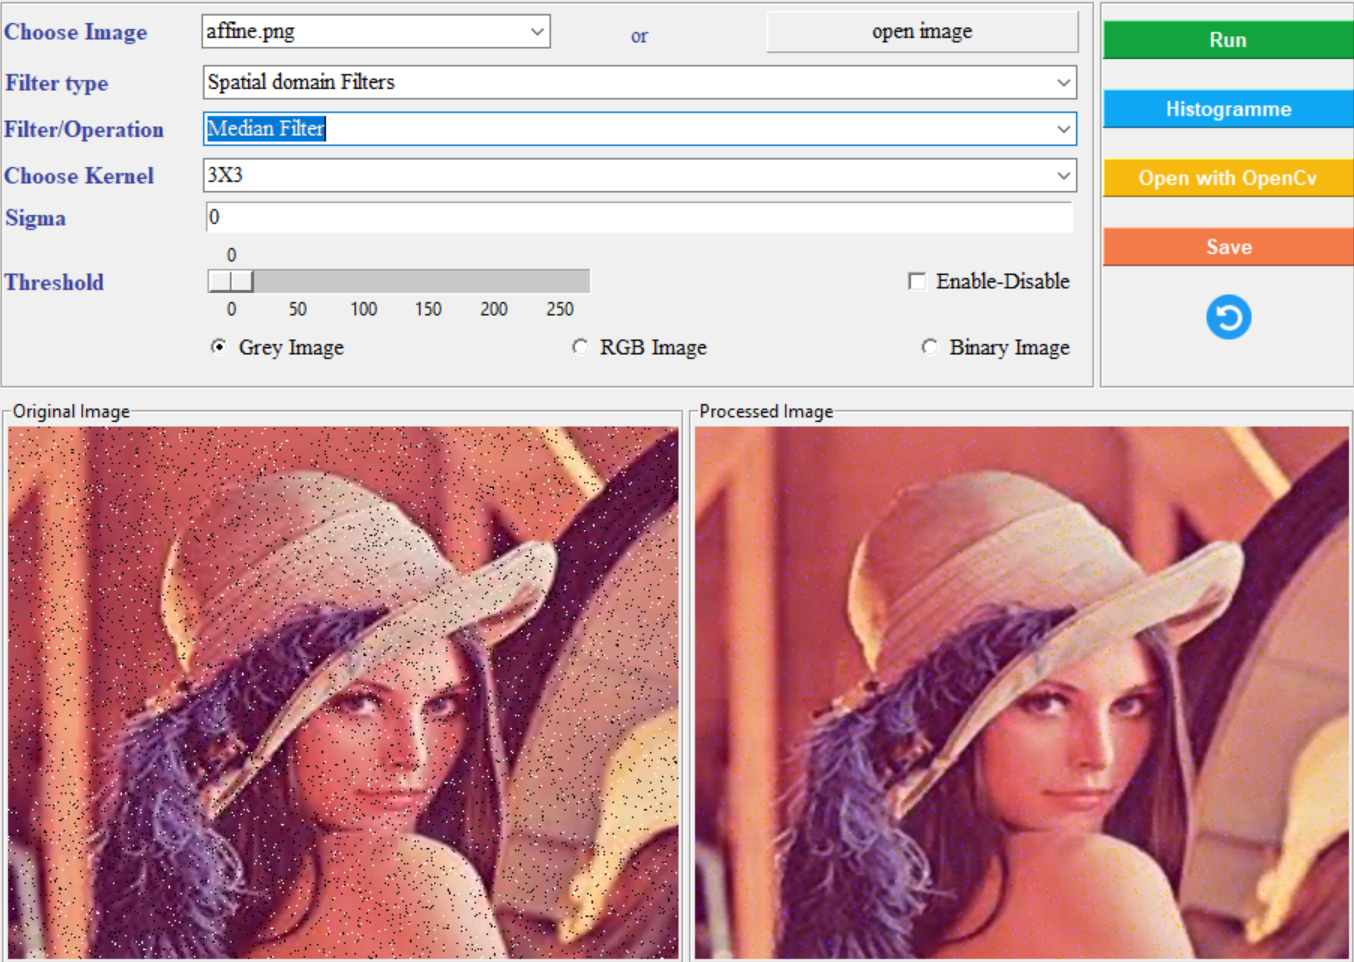 Choose Image affine.png or open image
Run
Filter type Spatial domain Filters
Histogramme
Filter/Operation Median Filter
Choose Kernel 3X3
Open with OpenCv
Sigma 0
Save
0
Threshold Enable-Disable
0 50 100 150 200 250
Grey Image RGB Image Binary Image
Original Image Processed Image